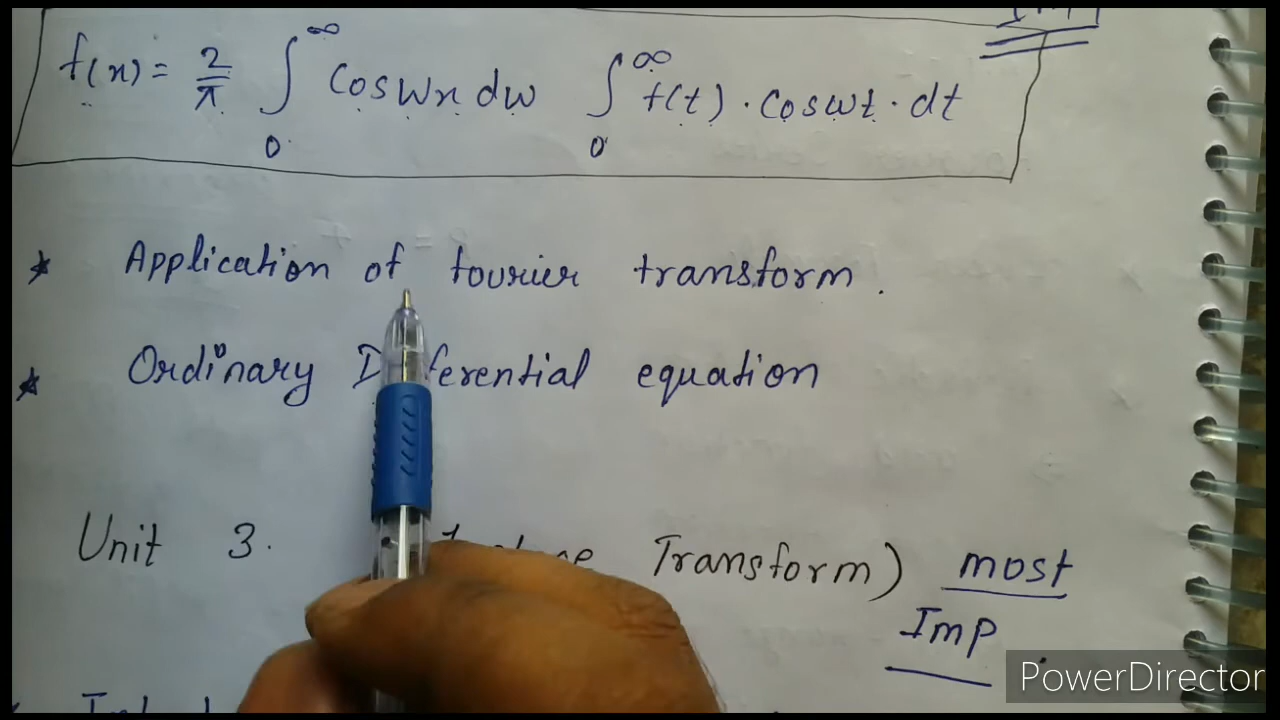 f(x) = 2/π ∫₀^∞ cos wx dw ∫₀^∞ f(t) · cos wt · dt
* Application of fourier transform.
* Ordinary Differential equation
Unit 3. Transform) most
Imp
PowerDirector